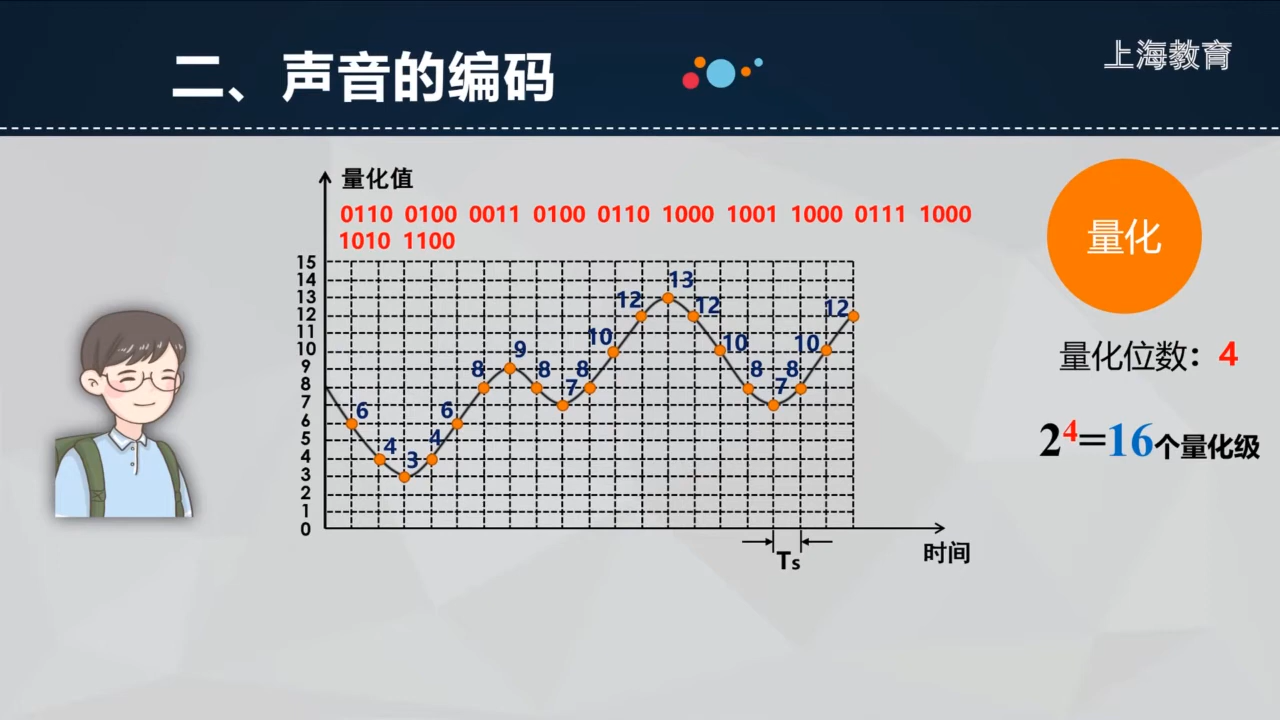 二、声音的编码
上海教育
量化值
0110 0100 0011 0100 0110 1000 1001 1000 0111 1000
1010 1100
15
14
13
12
11
10
9
8
7
6
5
4
3
2
1
0
6 4 3 4 6 8 9 8 7 8 10 12 13 12 10 8 7 8 10 12
Ts
时间
量化
量化位数：4
2⁴=16个量化级